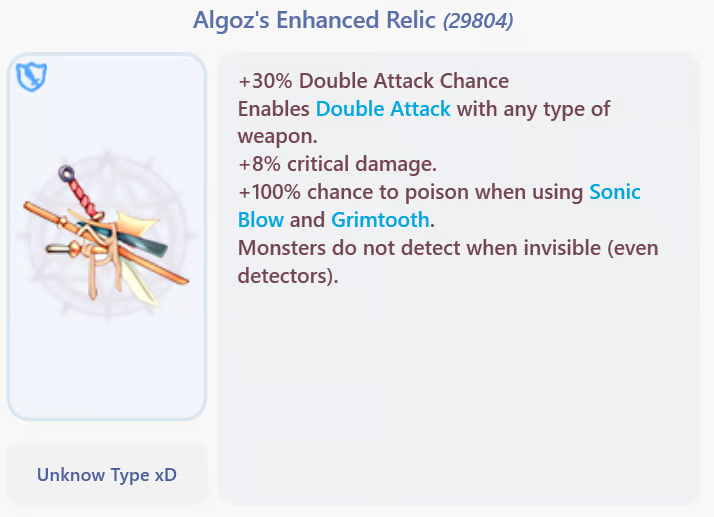 Algoz's Enhanced Relic (29804)
+30% Double Attack Chance
Enables Double Attack with any type of
weapon.
+8% critical damage.
+100% chance to poison when using Sonic
Blow and Grimtooth.
Monsters do not detect when invisible (even
detectors).
Unknow Type xD